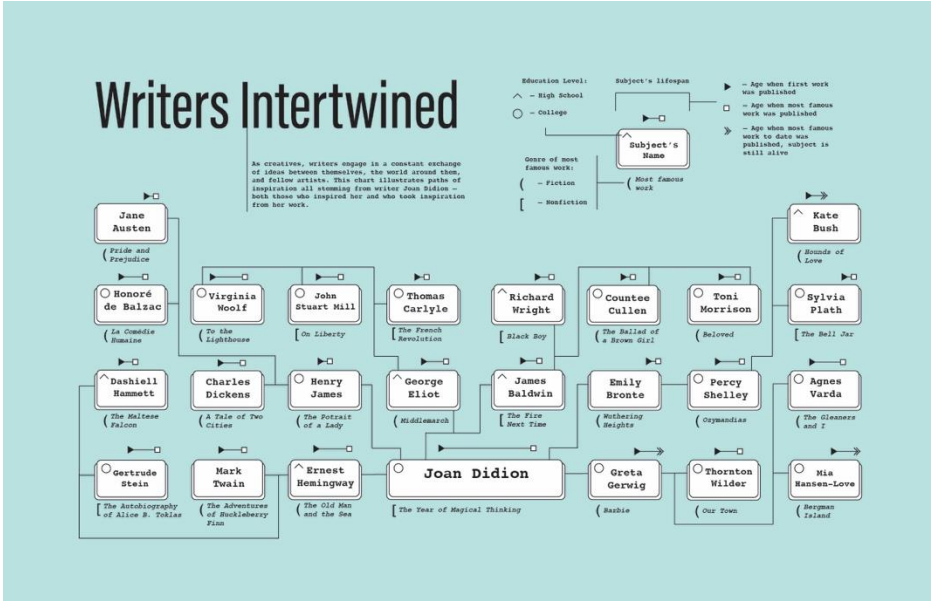 Writers Intertwined
As creatives, writers engage in a constant exchange
of ideas between themselves, the world around them,
and fellow artists. This chart illustrates paths of
inspiration all stemming from writer Joan Didion —
both those who inspired her and who took inspiration
from her work.
Education Level:
— High School
— College
Subject's lifespan
Subject's
Name
Most famous
work
Genre of most
famous work:
( — Fiction
[ — Nonfiction
— Age when first work
was published
— Age when most famous
work was published
— Age when most famous
work to date was
published, subject is
still alive
Jane
Austen
Pride and
Prejudice
Kate
Bush
Hounds of
Love
Honoré
de Balzac
La Comédie
Humaine
Virginia
Woolf
To the
Lighthouse
John
Stuart Mill
On Liberty
Thomas
Carlyle
The French
Revolution
Richard
Wright
Black Boy
Countee
Cullen
The Ballad of
a Brown Girl
Toni
Morrison
Beloved
Sylvia
Plath
The Bell Jar
Dashiell
Hammett
The Maltese
Falcon
Charles
Dickens
A Tale of Two
Cities
Henry
James
The Potrait
of a Lady
George
Eliot
Middlemarch
James
Baldwin
The Fire
Next Time
Emily
Bronte
Wothering
Heights
Percy
Shelley
Ozymandias
Agnes
Varda
The Gleaners
and I
Gertrude
Stein
The Autobiography
of Alice B. Toklas
Mark
Twain
The Adventures
of Huckleberry
Finn
Ernest
Hemingway
The Old Man
and the Sea
Joan Didion
The Year of Magical Thinking
Greta
Gerwig
Barbie
Thornton
Wilder
Our Town
Mia
Hansen-Love
Bergman
Island